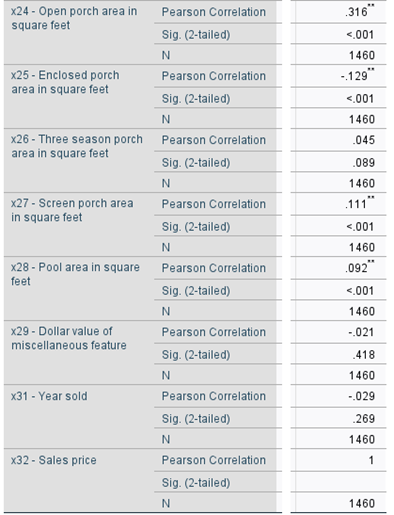 x24 - Open porch area in square feet Pearson Correlation .316**
Sig. (2-tailed) <.001
N 1460
x25 - Enclosed porch area in square feet Pearson Correlation -.129**
Sig. (2-tailed) <.001
N 1460
x26 - Three season porch area in square feet Pearson Correlation .045
Sig. (2-tailed) .089
N 1460
x27 - Screen porch area in square feet Pearson Correlation .111**
Sig. (2-tailed) <.001
N 1460
x28 - Pool area in square feet Pearson Correlation .092**
Sig. (2-tailed) <.001
N 1460
x29 - Dollar value of miscellaneous feature Pearson Correlation -.021
Sig. (2-tailed) .418
N 1460
x31 - Year sold Pearson Correlation -.029
Sig. (2-tailed) .269
N 1460
x32 - Sales price Pearson Correlation 1
Sig. (2-tailed)
N 1460